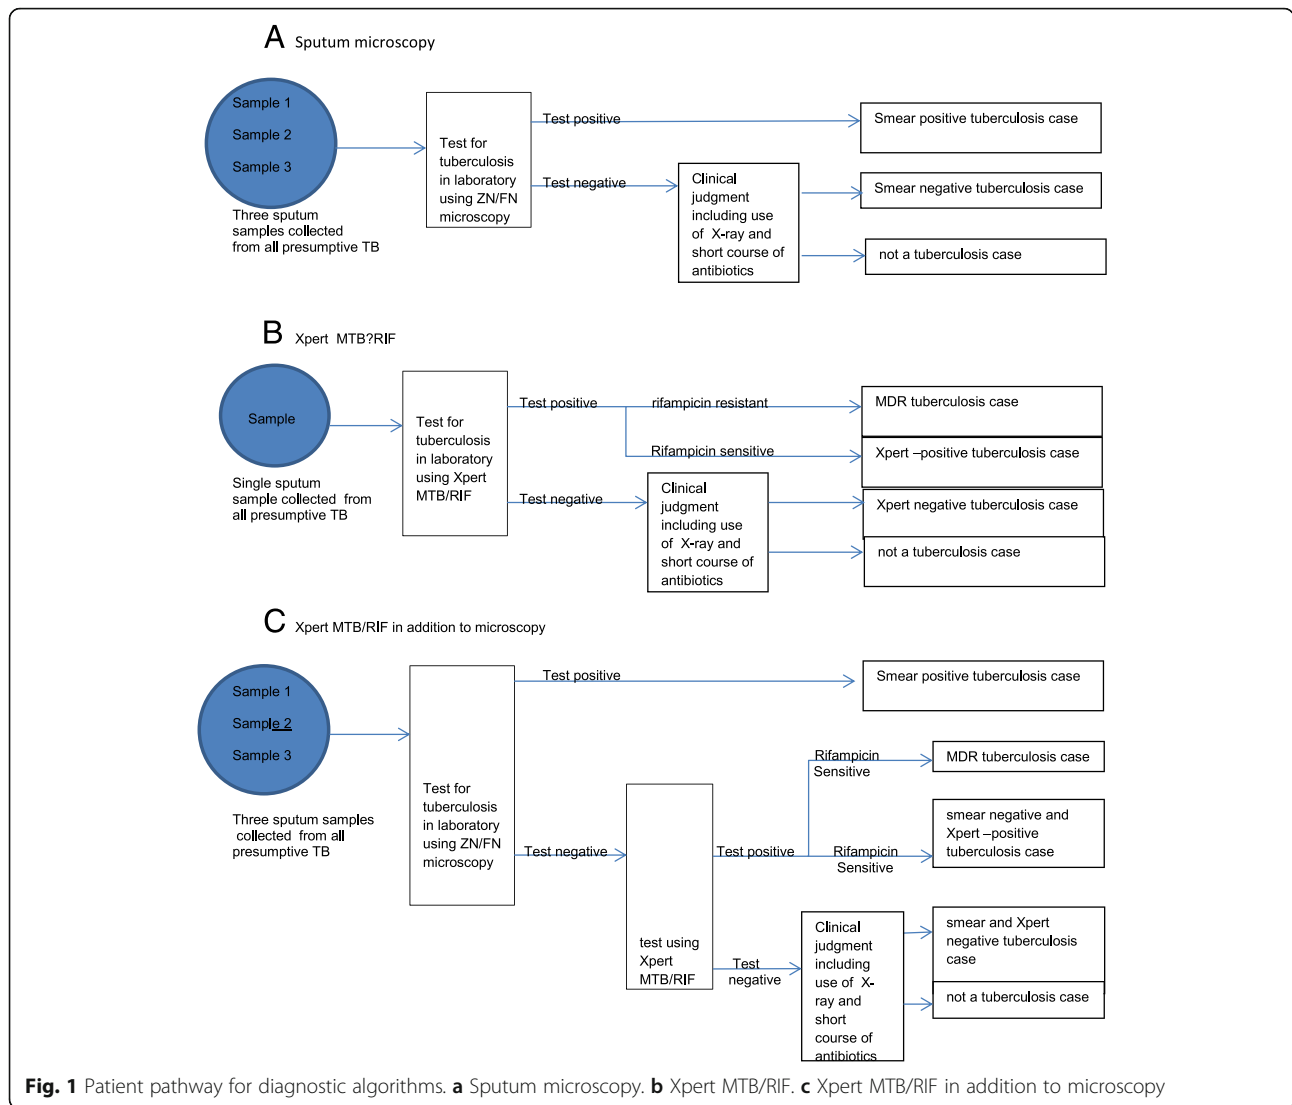 A Sputum microscopy
Sample 1
Sample 2
Sample 3
Three sputum
samples collected
from all presumptive TB
Test for
tuberculosis
in laboratory
using ZN/FN
microscopy
Test positive
Test negative
Clinical
judgment
including use
of X-ray and
short course of
antibiotics
Smear positive tuberculosis case
Smear negative tuberculosis case
not a tuberculosis case
B Xpert MTB?RIF
Sample
Single sputum
sample collected from
all presumptive TB
Test for
tuberculosis
in laboratory
using Xpert
MTB/RIF
Test positive
rifampicin resistant
Rifampicin sensitive
Test negative
Clinical
judgment
including use
of X-ray and
short course of
antibiotics
MDR tuberculosis case
Xpert –positive tuberculosis case
Xpert negative tuberculosis case
not a tuberculosis case
C Xpert MTB/RIF in addition to microscopy
Sample 1
Sample 2
Sample 3
Three sputum samples
collected from all
presumptive TB
Test for
tuberculosis
in laboratory
using ZN/FN
microscopy
Test positive
Smear positive tuberculosis case
Test negative
test using
Xpert
MTB/RIF
Test positive
Rifampicin
Sensitive
MDR tuberculosis case
Rifampicin
Sensitive
smear negative and
Xpert –positive
tuberculosis case
Test
negative
Clinical
judgment
including
use of X-
ray and
short
course of
antibiotics
smear and Xpert
negative tuberculosis
case
not a tuberculosis case
Fig. 1 Patient pathway for diagnostic algorithms. a Sputum microscopy. b Xpert MTB/RIF. c Xpert MTB/RIF in addition to microscopy